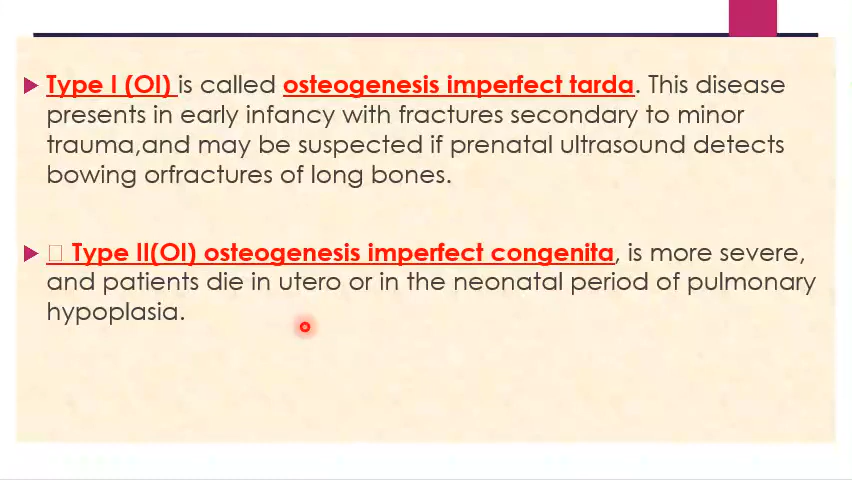 Type I (OI) is called osteogenesis imperfect tarda. This disease
presents in early infancy with fractures secondary to minor
trauma,and may be suspected if prenatal ultrasound detects
bowing orfractures of long bones.
Type II(OI) osteogenesis imperfect congenita, is more severe,
and patients die in utero or in the neonatal period of pulmonary
hypoplasia.